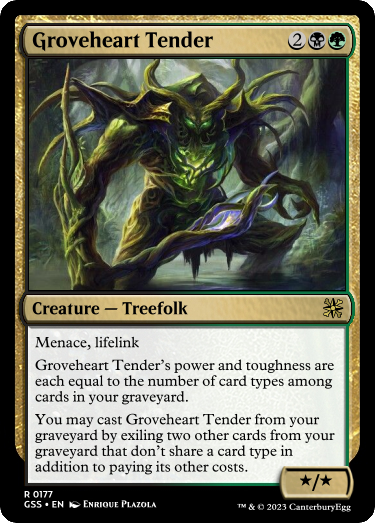 Groveheart Tender 2
Creature — Treefolk
Menace, lifelink
Groveheart Tender's power and toughness are
each equal to the number of card types among
cards in your graveyard.
You may cast Groveheart Tender from your
graveyard by exiling two other cards from your
graveyard that don't share a card type in
addition to paying its other costs.
★/★
R 0177
GSS • EN Enrique Plazola
™ & © 2023 CanterburyEgg